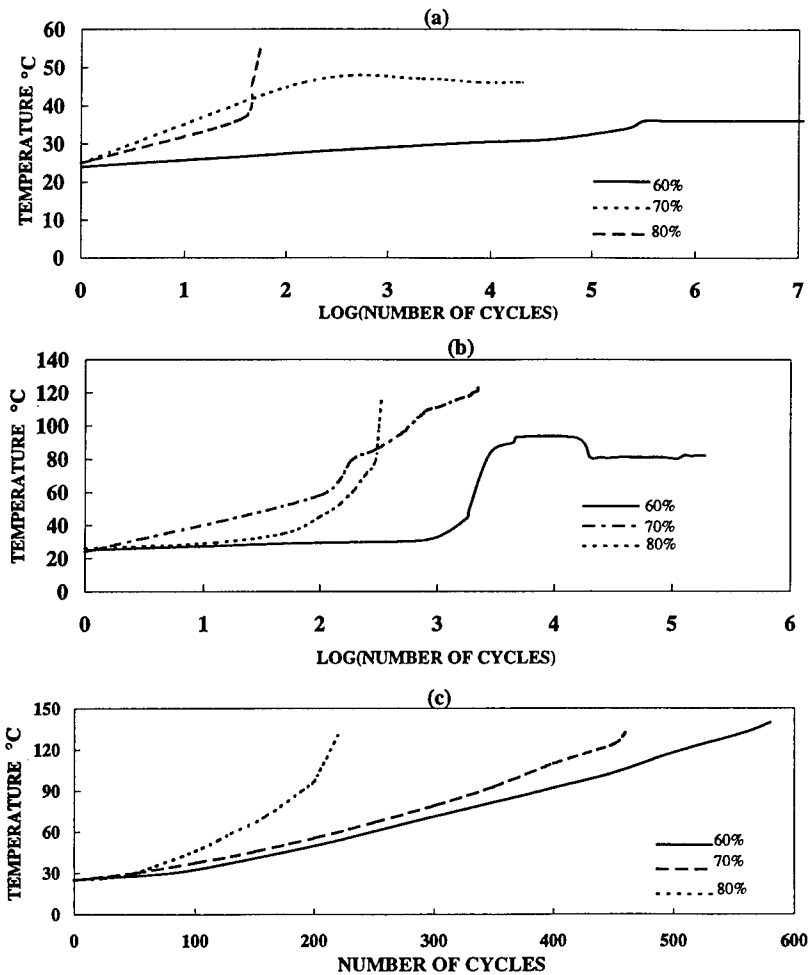 (a)
TEMPERATURE °C
60
50
40
30
20
10
0
60%
70%
80%
0 1 2 3 4 5 6 7
LOG(NUMBER OF CYCLES)
(b)
TEMPERATURE °C
140
120
100
80
60
40
20
0
60%
70%
80%
0 1 2 3 4 5 6
LOG(NUMBER OF CYCLES)
(c)
TEMPERATURE °C
150
120
90
60
30
0
60%
70%
80%
0 100 200 300 400 500 600
NUMBER OF CYCLES